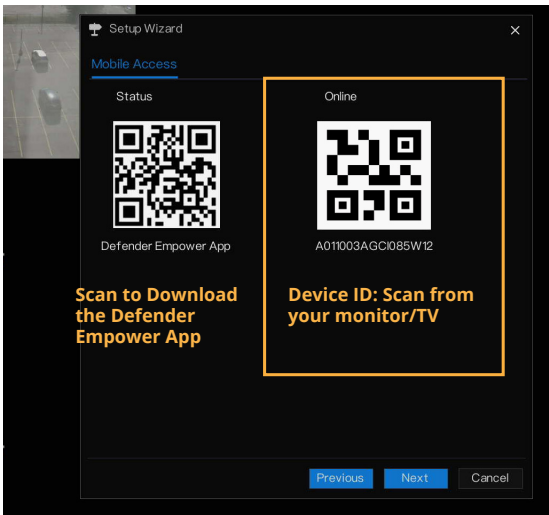 Setup Wizard
Mobile Access
Status
Online
Defender Empower App
A011003AGCI085W12
Scan to Download
the Defender
Empower App
Device ID: Scan from
your monitor/TV
Previous
Next
Cancel